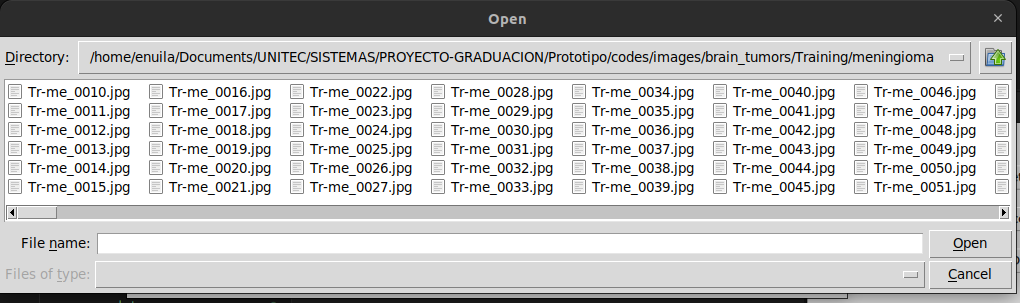 Open
Directory: /home/enuila/Documents/UNITEC/SISTEMAS/PROYECTO-GRADUACION/Prototipo/codes/images/brain_tumors/Training/meningioma
Tr-me_0010.jpg Tr-me_0016.jpg Tr-me_0022.jpg Tr-me_0028.jpg Tr-me_0034.jpg Tr-me_0040.jpg Tr-me_0046.jpg
Tr-me_0011.jpg Tr-me_0017.jpg Tr-me_0023.jpg Tr-me_0029.jpg Tr-me_0035.jpg Tr-me_0041.jpg Tr-me_0047.jpg
Tr-me_0012.jpg Tr-me_0018.jpg Tr-me_0024.jpg Tr-me_0030.jpg Tr-me_0036.jpg Tr-me_0042.jpg Tr-me_0048.jpg
Tr-me_0013.jpg Tr-me_0019.jpg Tr-me_0025.jpg Tr-me_0031.jpg Tr-me_0037.jpg Tr-me_0043.jpg Tr-me_0049.jpg
Tr-me_0014.jpg Tr-me_0020.jpg Tr-me_0026.jpg Tr-me_0032.jpg Tr-me_0038.jpg Tr-me_0044.jpg Tr-me_0050.jpg
Tr-me_0015.jpg Tr-me_0021.jpg Tr-me_0027.jpg Tr-me_0033.jpg Tr-me_0039.jpg Tr-me_0045.jpg Tr-me_0051.jpg
File name: Open
Files of type: Cancel